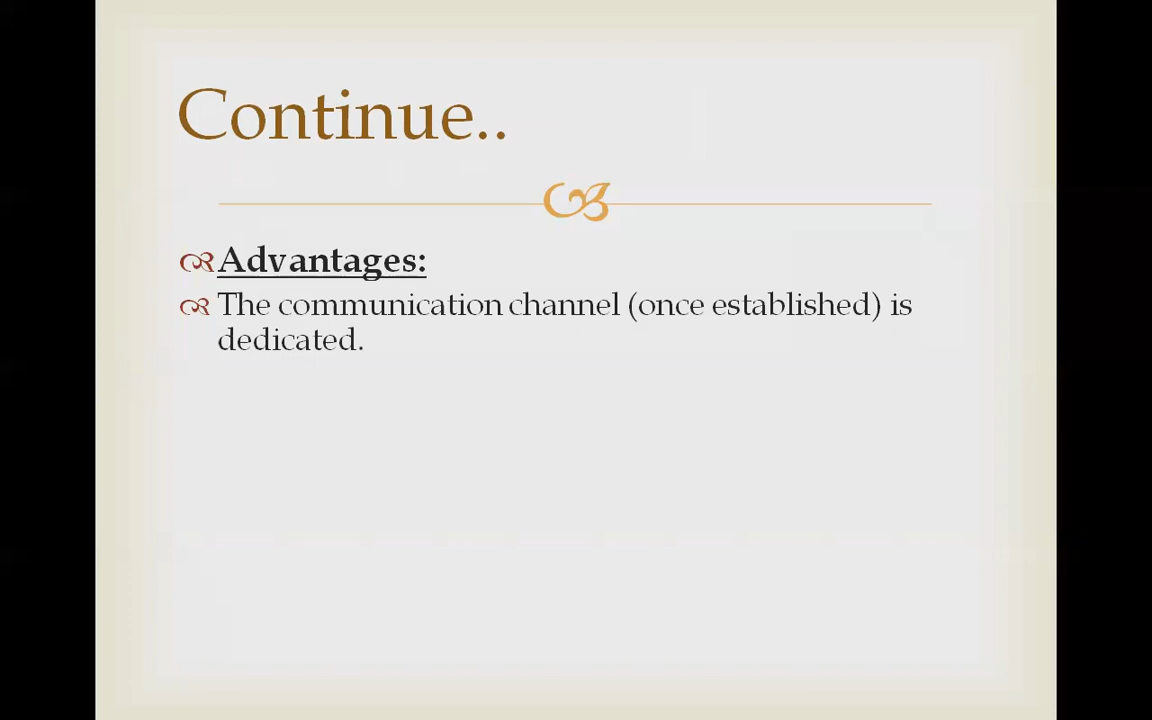 Continue..
Advantages:
The communication channel (once established) is
dedicated.